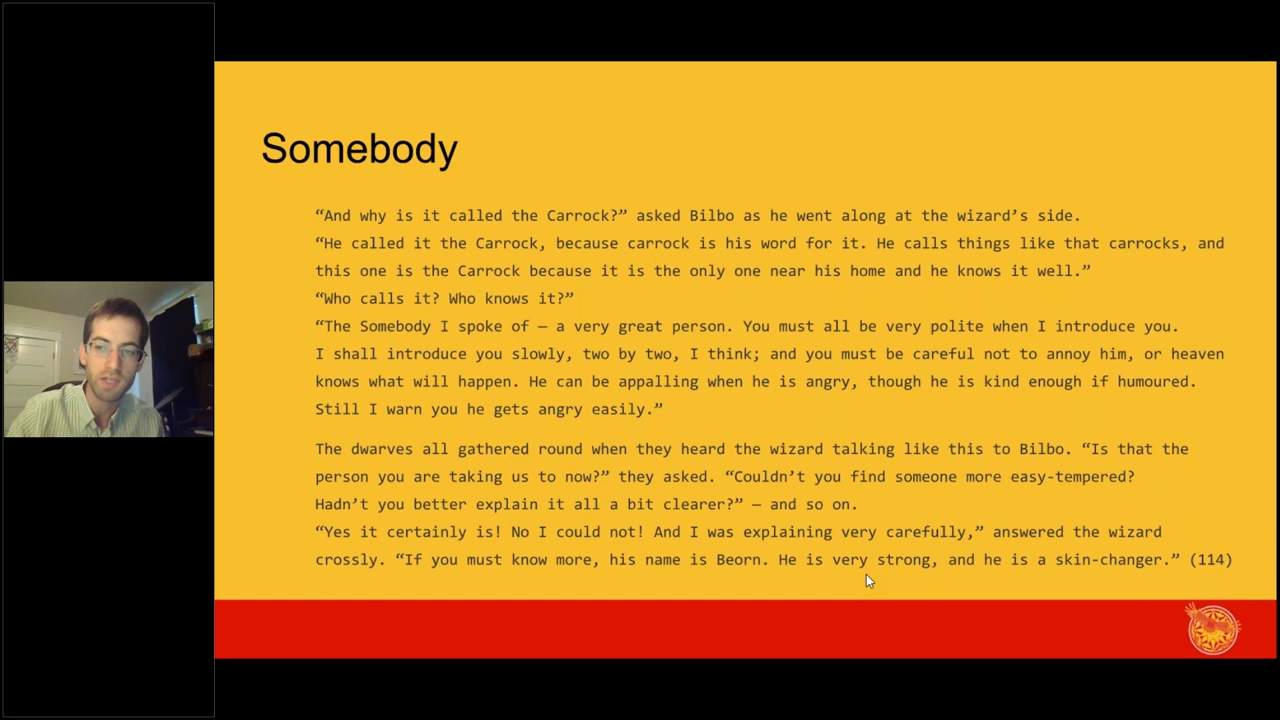 Somebody
“And why is it called the Carrock?” asked Bilbo as he went along at the wizard’s side.
“He called it the Carrock, because carrock is his word for it. He calls things like that carrocks, and
this one is the Carrock because it is the only one near his home and he knows it well.”
“Who calls it? Who knows it?”
“The Somebody I spoke of — a very great person. You must all be very polite when I introduce you.
I shall introduce you slowly, two by two, I think; and you must be careful not to annoy him, or heaven
knows what will happen. He can be appalling when he is angry, though he is kind enough if humoured.
Still I warn you he gets angry easily.”
The dwarves all gathered round when they heard the wizard talking like this to Bilbo. “Is that the
person you are taking us to now?” they asked. “Couldn’t you find someone more easy-tempered?
Hadn’t you better explain it all a bit clearer?” — and so on.
“Yes it certainly is! No I could not! And I was explaining very carefully,” answered the wizard
crossly. “If you must know more, his name is Beorn. He is very strong, and he is a skin-changer.” (114)